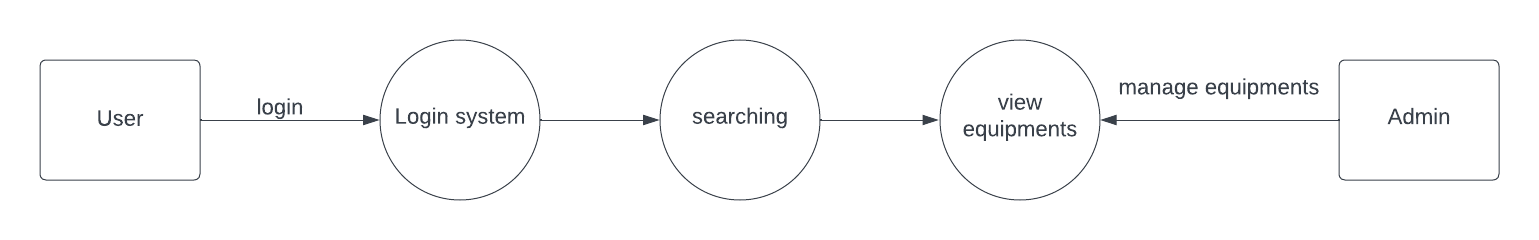 User
login
Login system
searching
view
equipments
manage equipments
Admin